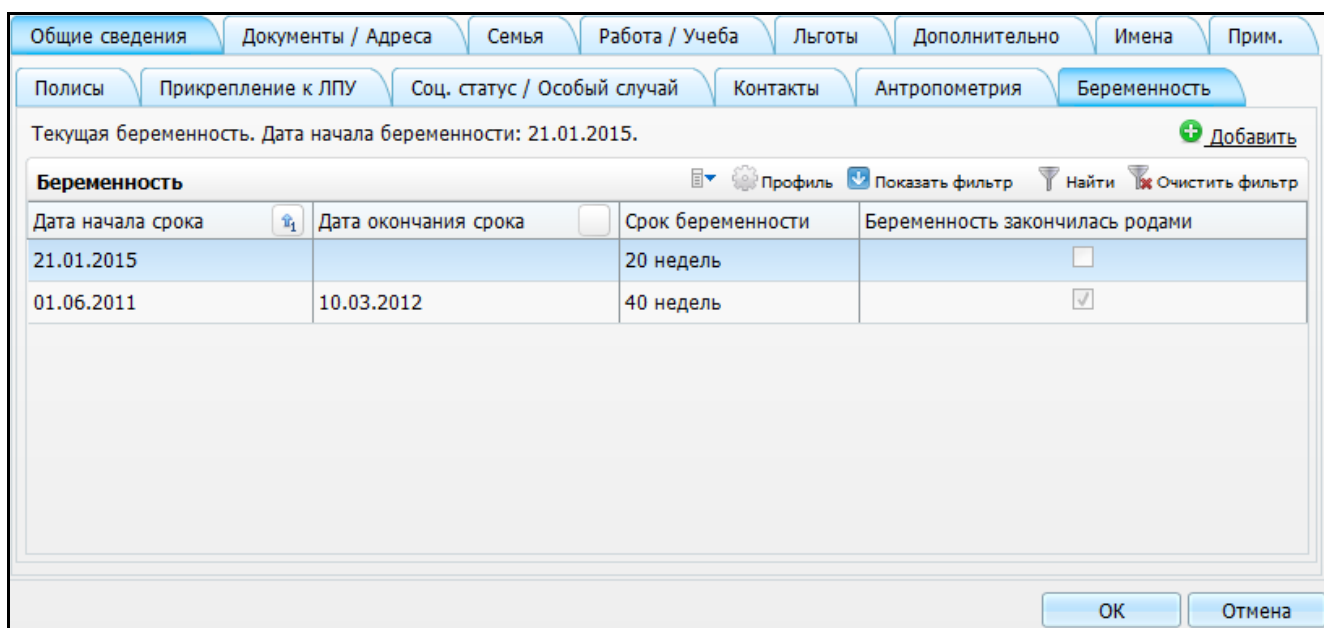 Общие сведения Документы / Адреса Семья Работа / Учеба Льготы Дополнительно Имена Прим.
Полисы Прикрепление к ЛПУ Соц. статус / Особый случай Контакты Антропометрия Беременность
Текущая беременность. Дата начала беременности: 21.01.2015. Добавить
Беременность Профиль Показать фильтр Найти Очистить фильтр
Дата начала срока 1 Дата окончания срока Срок беременности Беременность закончилась родами
21.01.2015 20 недель
01.06.2011 10.03.2012 40 недель
ОК Отмена